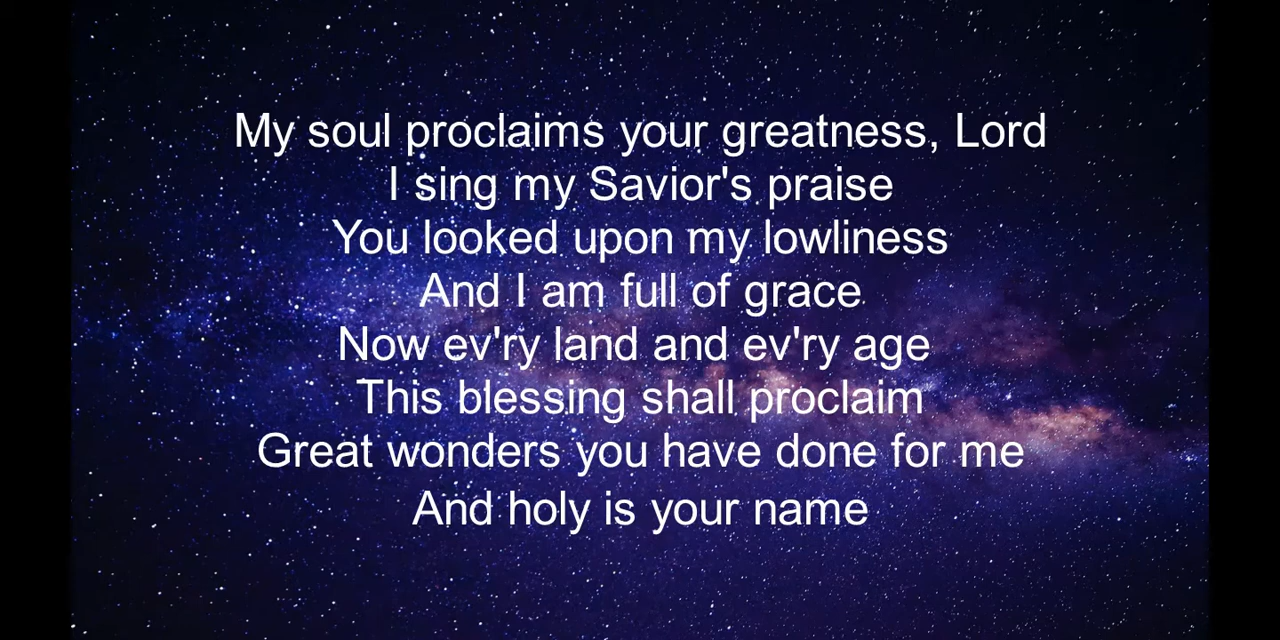 My soul proclaims your greatness, Lord
I sing my Savior's praise
You looked upon my lowliness
And I am full of grace
Now ev'ry land and ev'ry age
This blessing shall proclaim
Great wonders you have done for me
And holy is your name